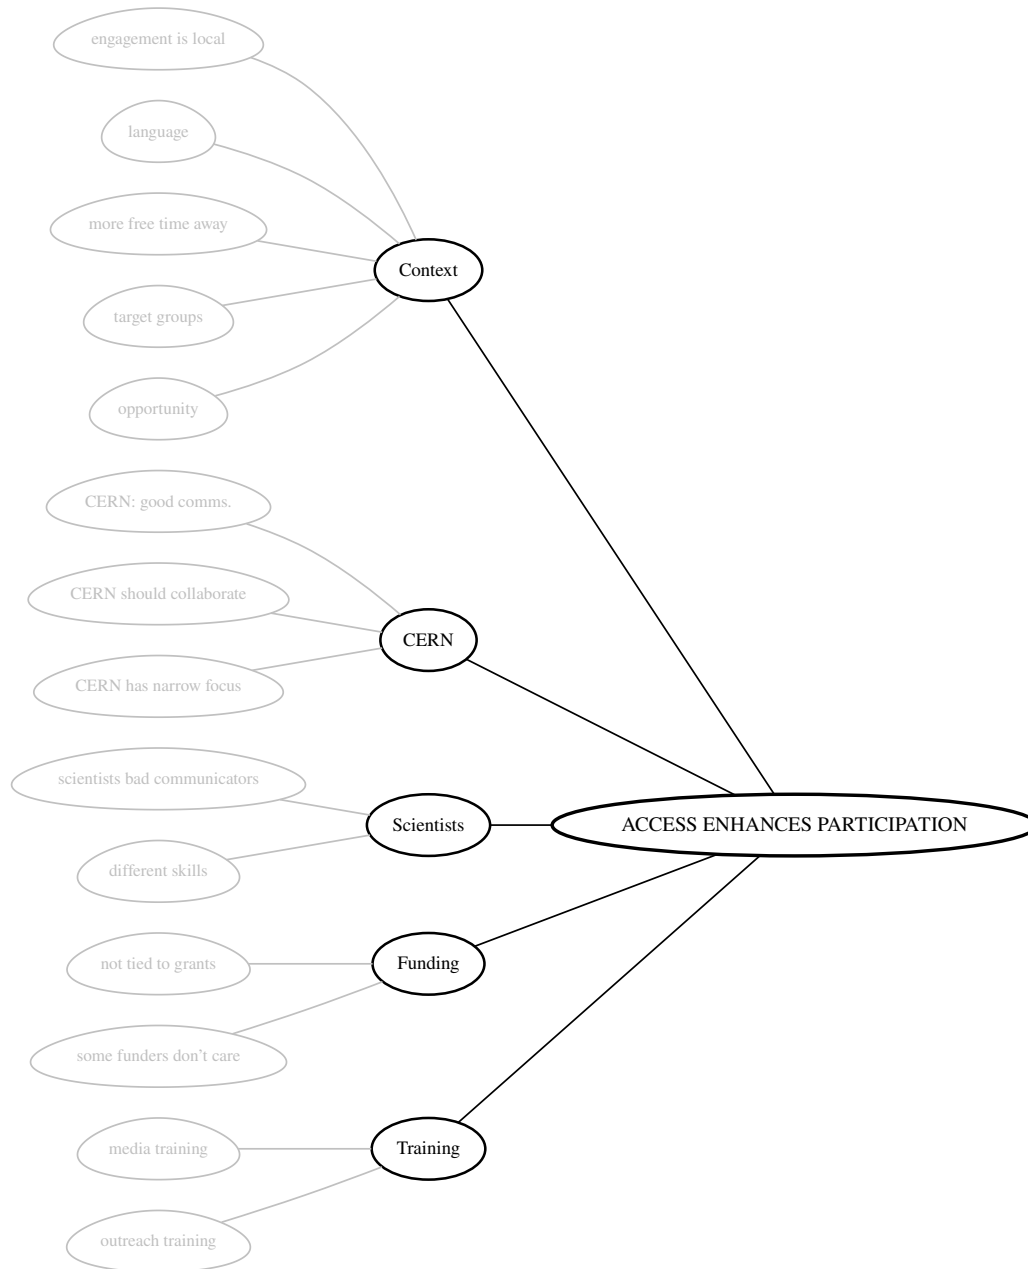 engagement is local
language
more free time away
Context
target groups
opportunity
CERN: good comms.
CERN should collaborate
CERN
CERN has narrow focus
scientists bad communicators
Scientists
ACCESS ENHANCES PARTICIPATION
different skills
not tied to grants
Funding
some funders don't care
media training
Training
outreach training